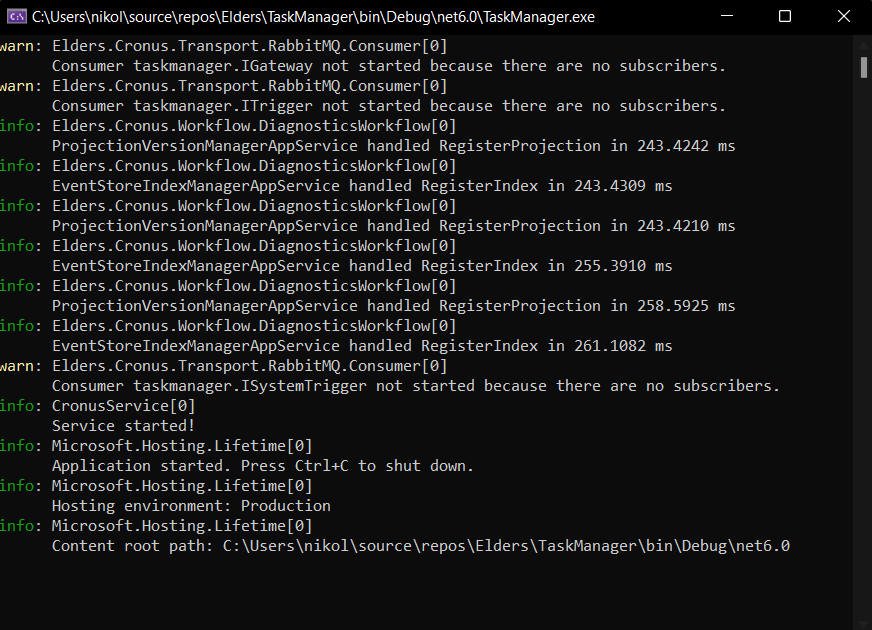 C:\Users\nikol\source\repos\Elders\TaskManager\bin\Debug\net6.0\TaskManager.exe
warn: Elders.Cronus.Transport.RabbitMQ.Consumer[0]
Consumer taskmanager.IGateway not started because there are no subscribers.
warn: Elders.Cronus.Transport.RabbitMQ.Consumer[0]
Consumer taskmanager.ITrigger not started because there are no subscribers.
info: Elders.Cronus.Workflow.DiagnosticsWorkflow[0]
ProjectionVersionManagerAppService handled RegisterProjection in 243.4242 ms
info: Elders.Cronus.Workflow.DiagnosticsWorkflow[0]
EventStoreIndexManagerAppService handled RegisterIndex in 243.4309 ms
info: Elders.Cronus.Workflow.DiagnosticsWorkflow[0]
ProjectionVersionManagerAppService handled RegisterProjection in 243.4210 ms
info: Elders.Cronus.Workflow.DiagnosticsWorkflow[0]
EventStoreIndexManagerAppService handled RegisterIndex in 255.3910 ms
info: Elders.Cronus.Workflow.DiagnosticsWorkflow[0]
ProjectionVersionManagerAppService handled RegisterProjection in 258.5925 ms
info: Elders.Cronus.Workflow.DiagnosticsWorkflow[0]
EventStoreIndexManagerAppService handled RegisterIndex in 261.1082 ms
warn: Elders.Cronus.Transport.RabbitMQ.Consumer[0]
Consumer taskmanager.ISystemTrigger not started because there are no subscribers.
info: CronusService[0]
Service started!
info: Microsoft.Hosting.Lifetime[0]
Application started. Press Ctrl+C to shut down.
info: Microsoft.Hosting.Lifetime[0]
Hosting environment: Production
info: Microsoft.Hosting.Lifetime[0]
Content root path: C:\Users\nikol\source\repos\Elders\TaskManager\bin\Debug\net6.0